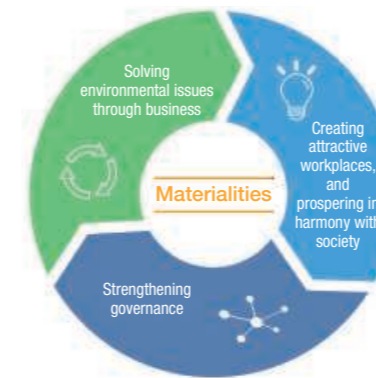 Solving
environmental issues
through business
Creating
attractive
workplaces,
and
prospering in
harmony with
society
Materialities
Strengthening
governance